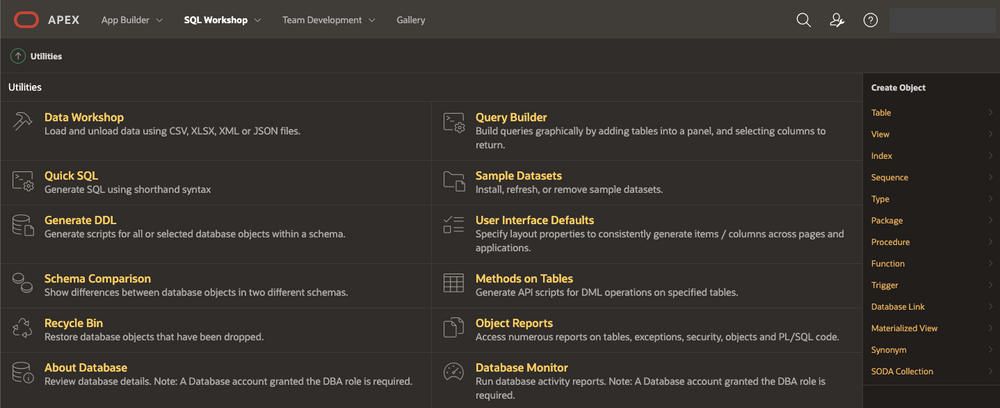 APEX App Builder SQL Workshop Team Development Gallery
Utilities
Utilities
Data Workshop
Load and unload data using CSV, XLSX, XML or JSON files.
Query Builder
Build queries graphically by adding tables into a panel, and selecting columns to
return.
Quick SQL
Generate SQL using shorthand syntax
Sample Datasets
Install, refresh, or remove sample datasets.
Generate DDL
Generate scripts for all or selected database objects within a schema.
User Interface Defaults
Specify layout properties to consistently generate items / columns across pages and
applications.
Schema Comparison
Show differences between database objects in two different schemas.
Methods on Tables
Generate API scripts for DML operations on specified tables.
Recycle Bin
Restore database objects that have been dropped.
Object Reports
Access numerous reports on tables, exceptions, security, objects and PL/SQL code.
About Database
Review database details. Note: A Database account granted the DBA role is required.
Database Monitor
Run database activity reports. Note: A Database account granted the DBA role is
required.
Create Object
Table
View
Index
Sequence
Type
Package
Procedure
Function
Trigger
Database Link
Materialized View
Synonym
SODA Collection